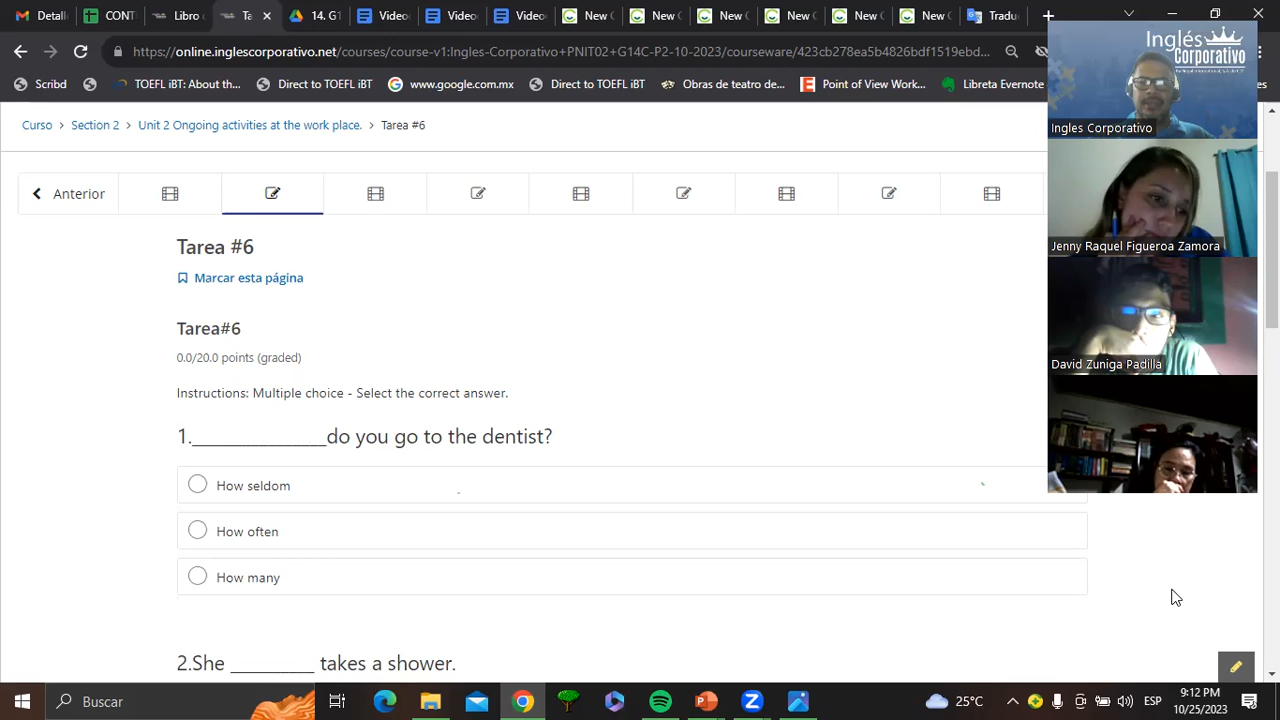 Detall
CONT
Libro
Ta
14. G1
Video
Video
Video
New
New
New
New
New
New
Tradu
https://online.inglescorporativo.net/courses/course-v1:Ingles-Corporativo+PNIT02+G14C-P2-10-2023/courseware/423cb278ea5b4826bdf1519ebd...
Scribd
TOEFL iBT: About th...
Direct to TOEFL iBT
www.goo
om.mx
Direct to TOEFL iBT
Obras de Teatro de...
Point of View Work...
Libreta Evernote
Inglés
Corporativo
Ingles Corporativo
Jenny Raquel Figueroa Zamora
David Zuniga Padilla
Curso > Section 2 > Unit 2 Ongoing activities at the work place. > Tarea #6
Anterior
Tarea #6
Marcar esta página
Tarea#6
0.0/20.0 points (graded)
Instructions: Multiple choice - Select the correct answer.
1.________________do you go to the dentist?
How seldom
How often
How many
2.She __________ takes a shower.
Buscar
25°C
ESP
9:12 PM
10/25/2023